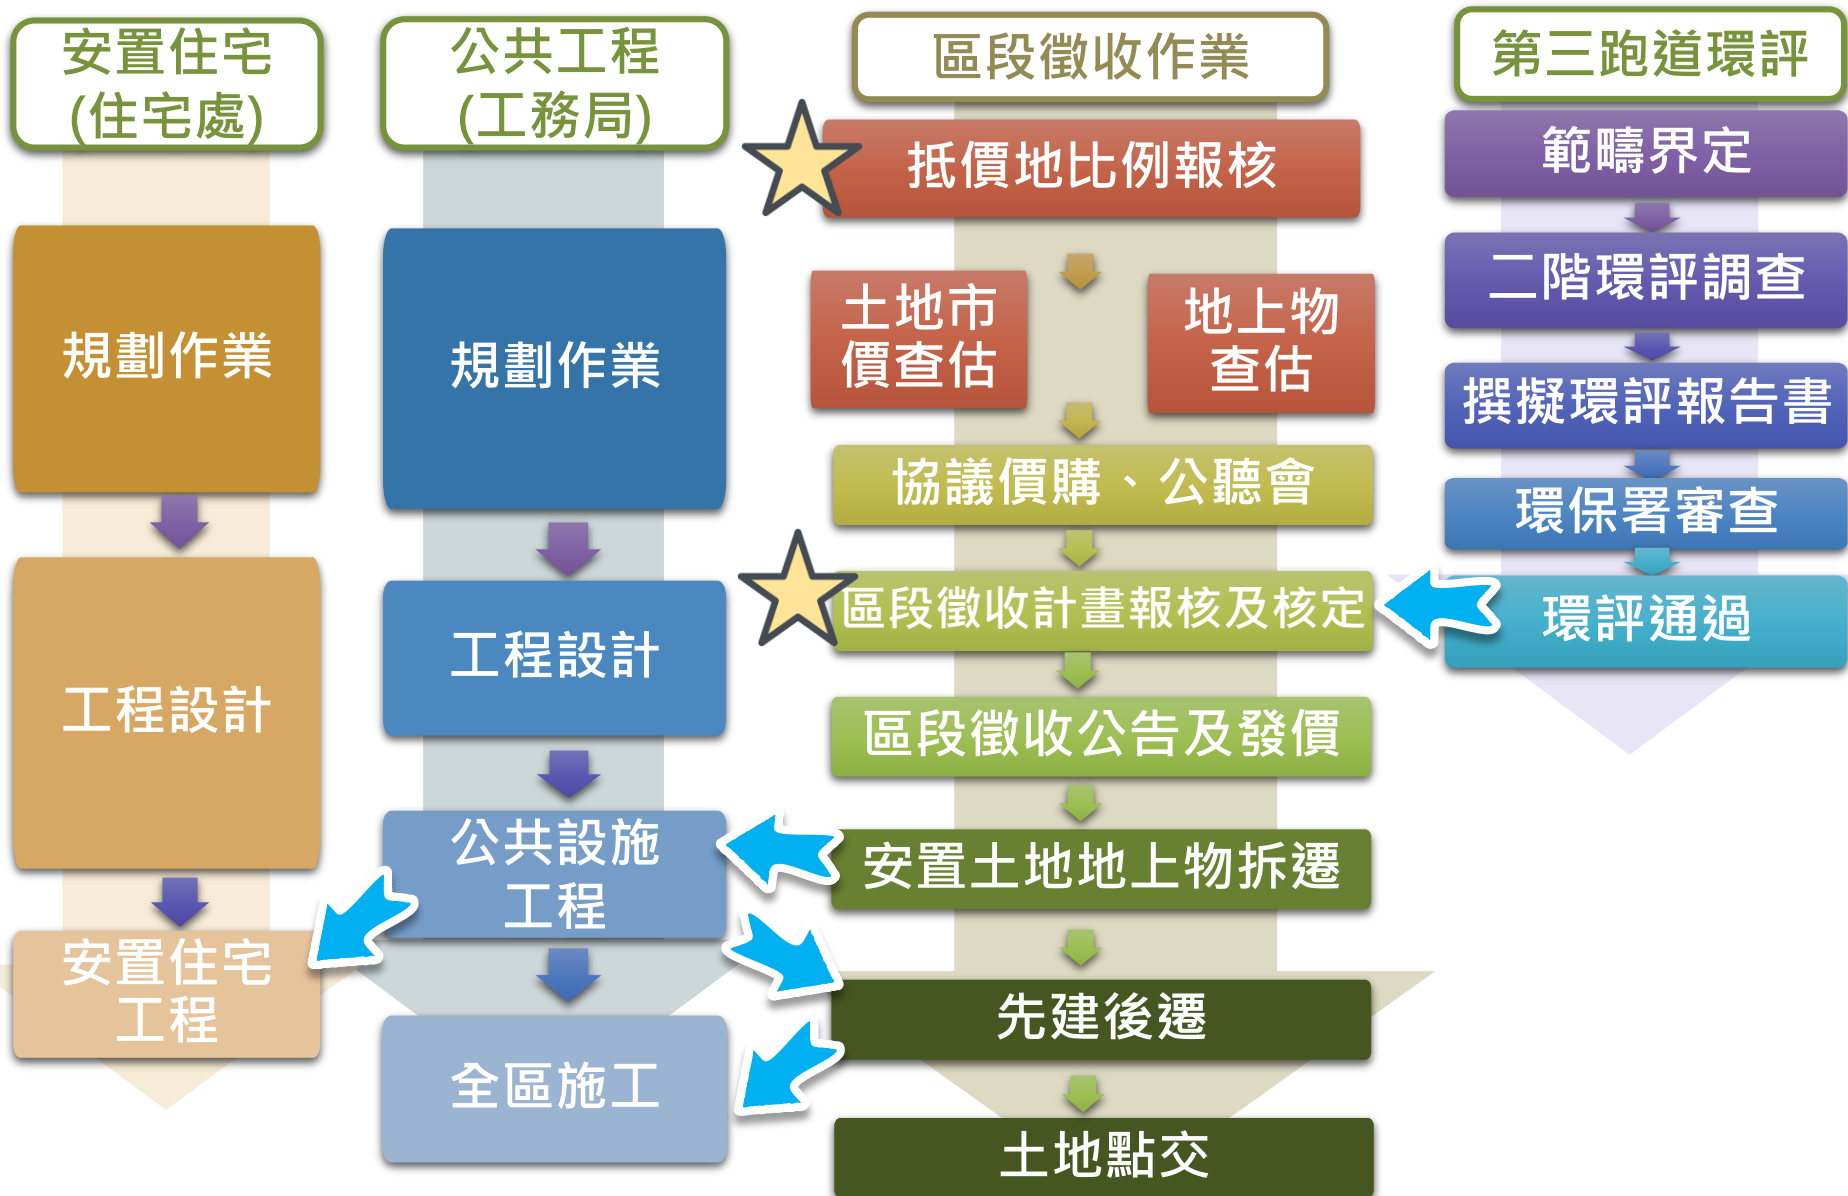 安置住宅
(住宅處)
規劃作業
工程設計
安置住宅
工程
公共工程
(工務局)
規劃作業
工程設計
公共設施
工程
全區施工
區段徵收作業
抵價地比例報核
土地市
價查估
地上物
查估
協議價購、公聽會
區段徵收計畫報核及核定
區段徵收公告及發價
安置土地地上物拆遷
先建後遷
土地點交
第三跑道環評
範疇界定
二階環評調查
撰擬環評報告書
環保署審查
環評通過